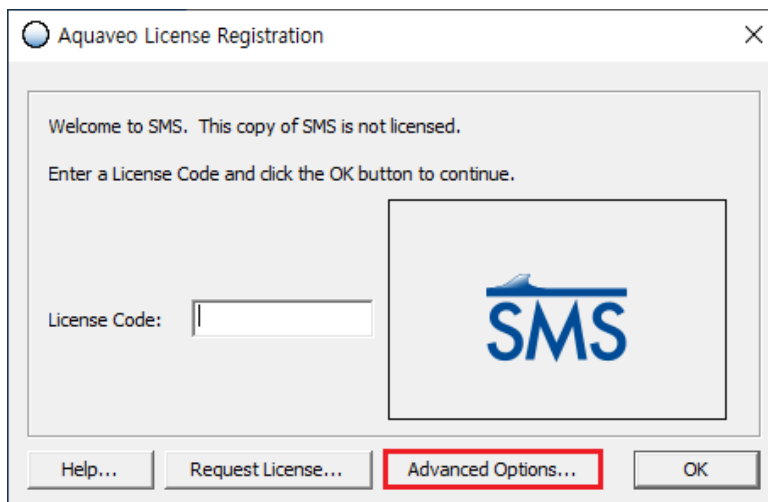 Aquaveo License Registration
Welcome to SMS. This copy of SMS is not licensed.
Enter a License Code and click the OK button to continue.
License Code:
SMS
Help...
Request License...
Advanced Options...
OK